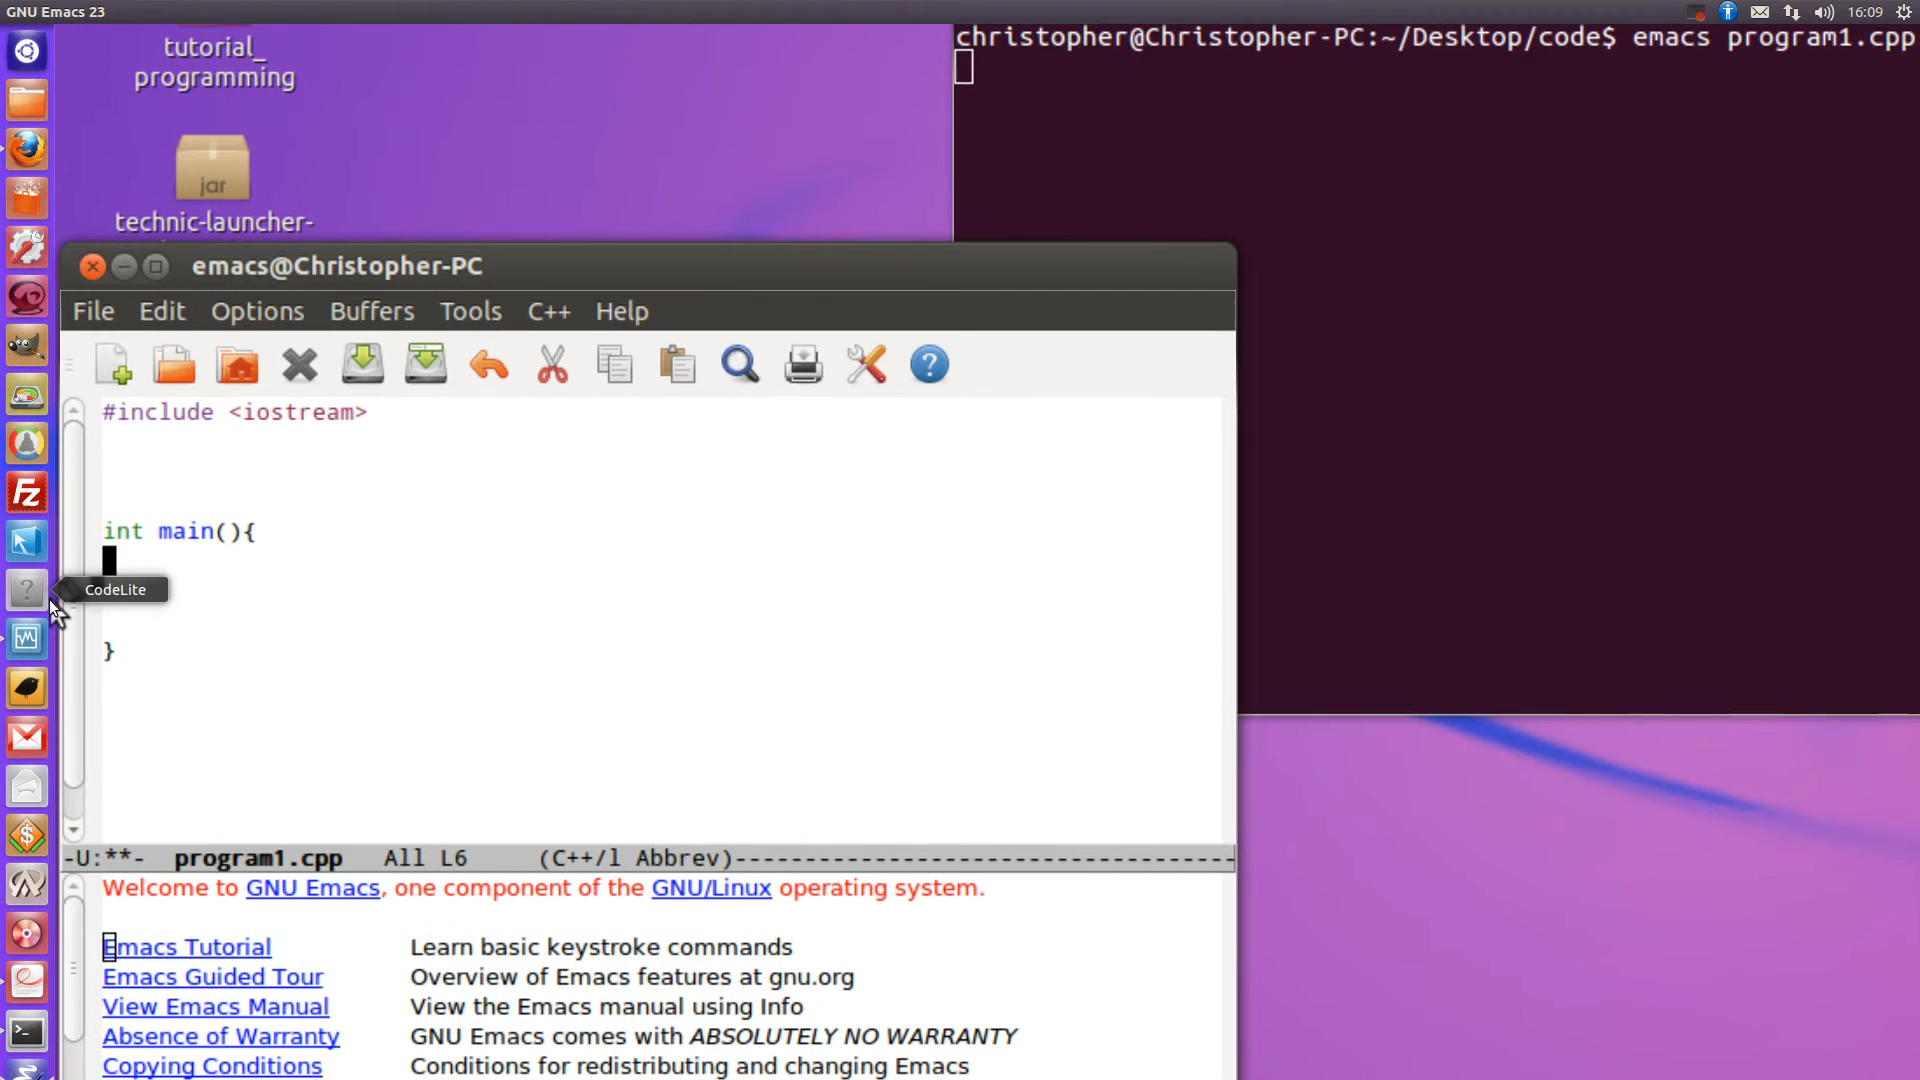 GNU Emacs 23
16:09
tutorial_
programming
jar
technic-launcher-
christopher@Christopher-PC:~/Desktop/code$ emacs program1.cpp
emacs@Christopher-PC
File Edit Options Buffers Tools C++ Help
#include <iostream>
int main(){
CodeLite
}
-U:**-  program1.cpp   All L6     (C++/l Abbrev)------------------------------------
Welcome to GNU Emacs, one component of the GNU/Linux operating system.
Emacs Tutorial Learn basic keystroke commands
Emacs Guided Tour Overview of Emacs features at gnu.org
View Emacs Manual View the Emacs manual using Info
Absence of Warranty GNU Emacs comes with ABSOLUTELY NO WARRANTY
Copying Conditions Conditions for redistributing and changing Emacs